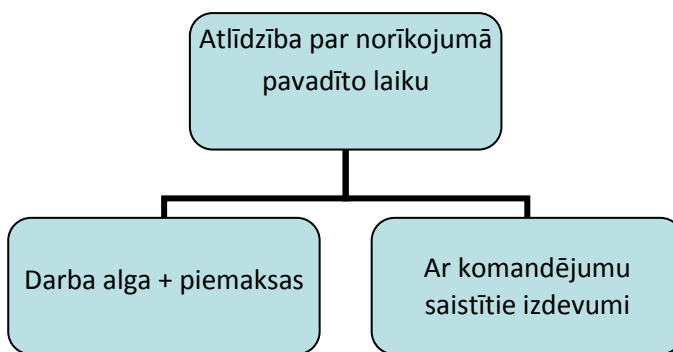 Atlīdzība par norīkojumā
pavadīto laiku
Darba alga + piemaksas
Ar komandējumu
saistītie izdevumi